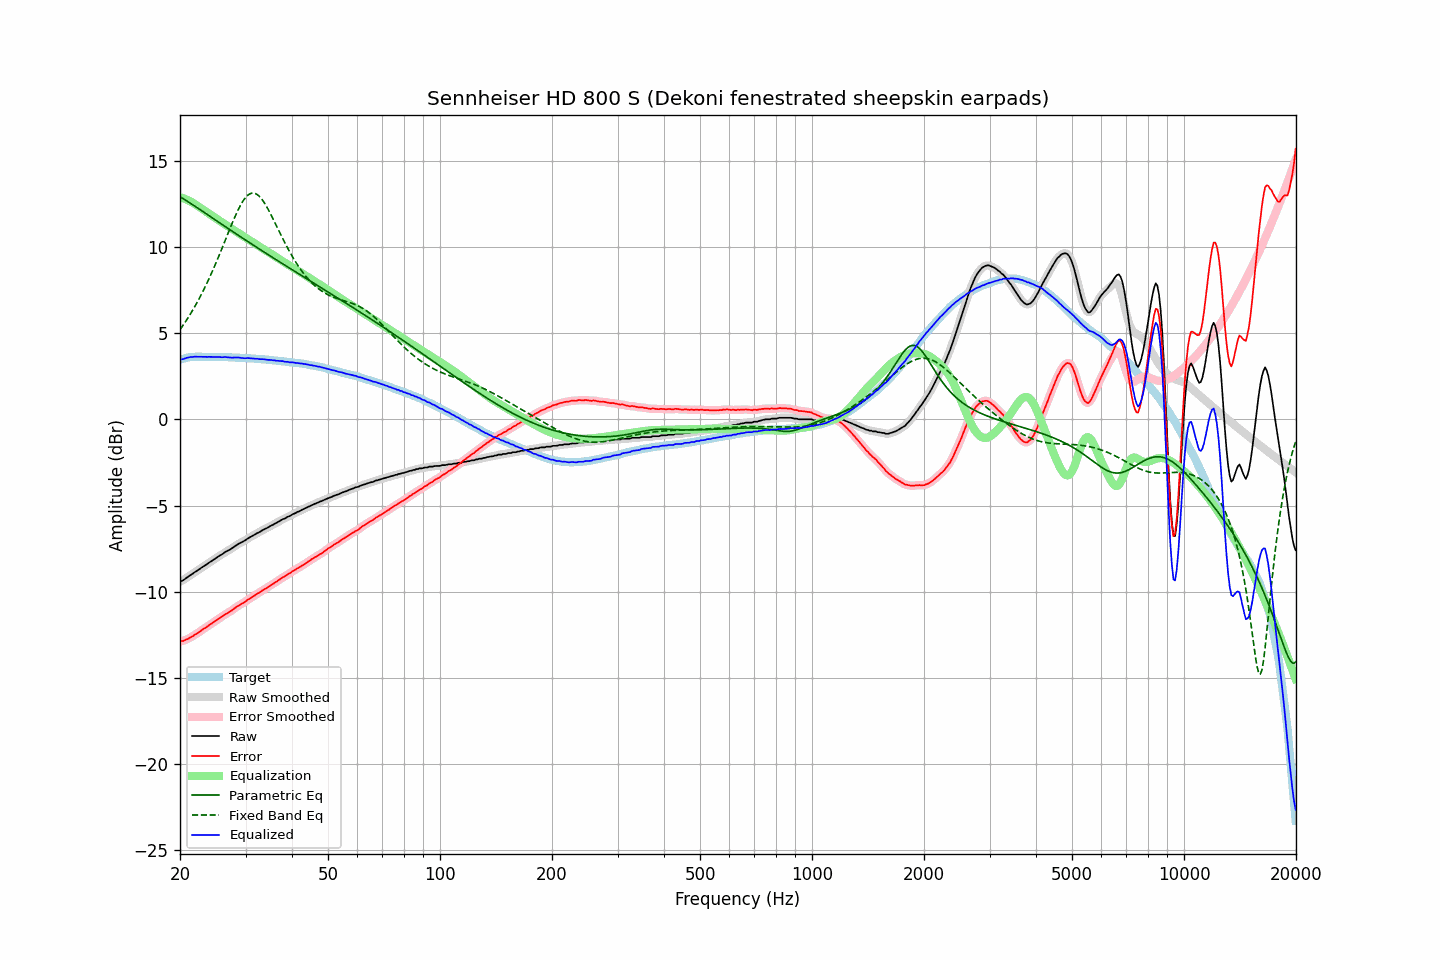 Sennheiser HD 800 S (Dekoni fenestrated sheepskin earpads)
Amplitude (dBr)
15
10
5
0
−5
−10
−15
−20
−25
Target
Raw Smoothed
Error Smoothed
Raw
Error
Equalization
Parametric Eq
Fixed Band Eq
Equalized
20 50 100 200 500 1000 2000 5000 10000 20000
Frequency (Hz)